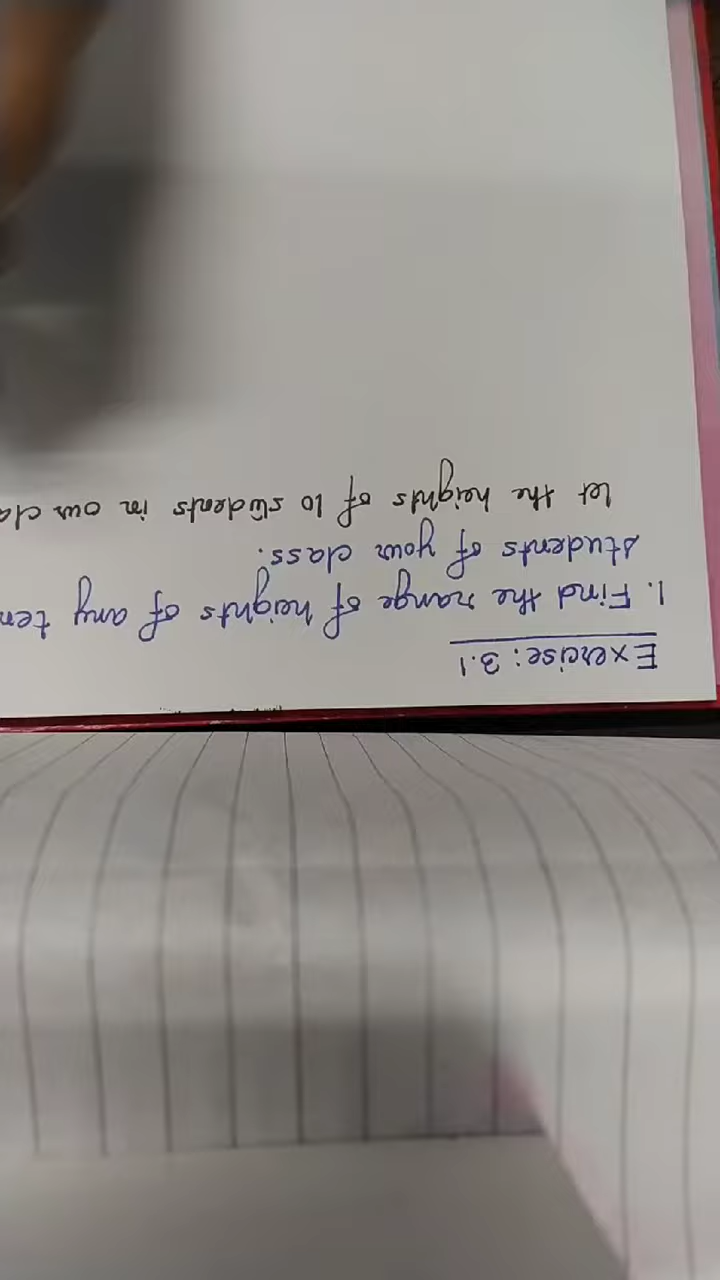 Exercise: 3.1
1. Find the range of heights of any ten
students of your class.
let the heights of 10 students in our cla